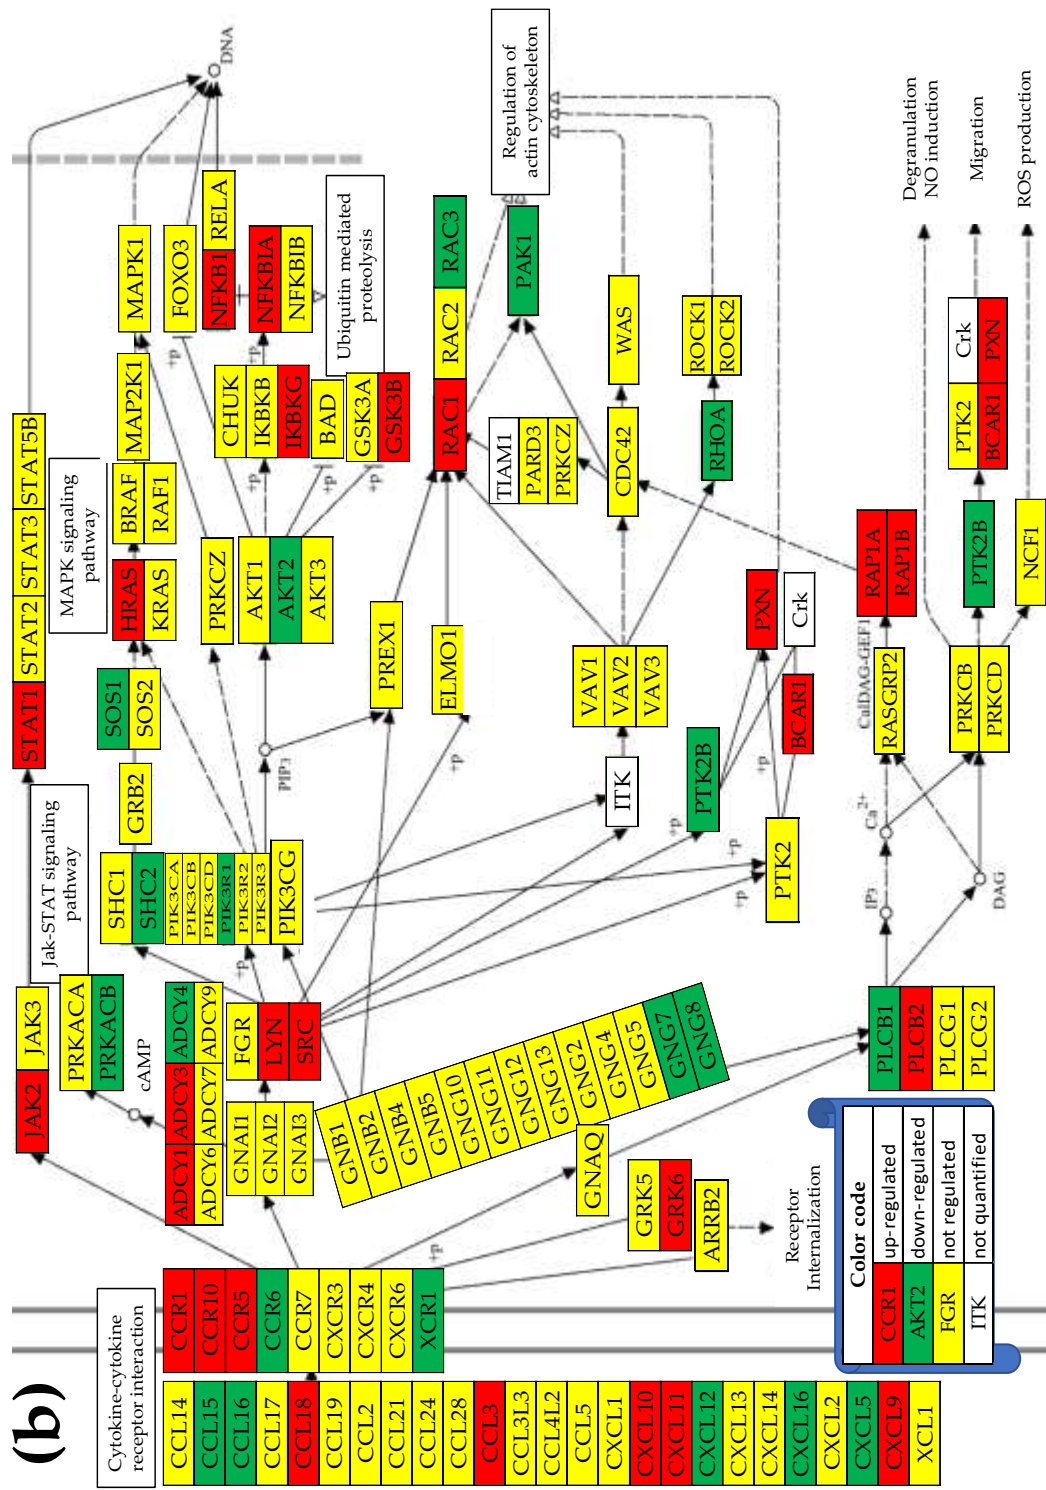 (b)
Cytokine-cytokine
receptor interaction
CCL14
CCL15
CCL16
CCL17
CCL18
CCL19
CCL2
CCL21
CCL24
CCL28
CCL3
CCL3L3
CCL4L2
CCL5
CXCL1
CXCL10
CXCL11
CXCL12
CXCL13
CXCL14
CXCL16
CXCL2
CXCL5
CXCL9
XCL1
CCR1
CCR10
CCR5
CCR6
CCR7
CXCR3
CXCR4
CXCR6
XCR1
+p
JAK2 JAK3
Jak-STAT signaling
pathway
STAT1 STAT2 STAT3 STAT5B
PRKACA
PRKACB
cAMP
ADCY1 ADCY3 ADCY4
ADCY6 ADCY7 ADCY9
GNAI1
GNAI2
GNAI3
FGR
LYN
SRC
+p
GNB1
GNB2
GNB4
GNB5
GNG10
GNG11
GNG12
GNG13
GNG2
GNG4
GNG5
GNG7
GNG8
GNAQ
GRK5
GRK6
ARRB2
Receptor
Internalization
SHC1
SHC2
PIK3CA
PIK3CB
PIK3CD
PIK3R1
PIK3R2
PIK3R3
PIK3CG
GRB2
SOS1
SOS2
MAPK signaling
pathway
HRAS
KRAS
BRAF
RAF1
MAP2K1
MAPK1
PRKCZ
PIP3
AKT1
AKT2
AKT3
+p
+p
+p
+p
+p
+p
FOXO3
CHUK
IKBKB
IKBKG
BAD
GSK3A
GSK3B
NFKB1 RELA
NFKBIA
NFKBIB
Ubiquitin mediated
proteolysis
DNA
PREX1
ELMO1
+p
RAC1 RAC2 RAC3
TIAM1
PARD3
PRKCZ
PAK1
Regulation of
actin cytoskeleton
ITK
VAV1
VAV2
VAV3
CDC42
WAS
RHOA
ROCK1
ROCK2
+p
PTK2B
+p
+p
+p
PTK2
BCAR1
PXN
Crk
PLCB1
PLCB2
PLCG1
PLCG2
IP3
Ca2+
DAG
CalDAG-GEF1
RASGRP2
RAP1A
RAP1B
PRKCB
PRKCD
PTK2B
NCF1
PTK2 Crk
BCAR1 PXN
Degranulation
NO induction
Migration
ROS production
Color code
CCR1 up-regulated
AKT2 down-regulated
FGR not regulated
ITK not quantified